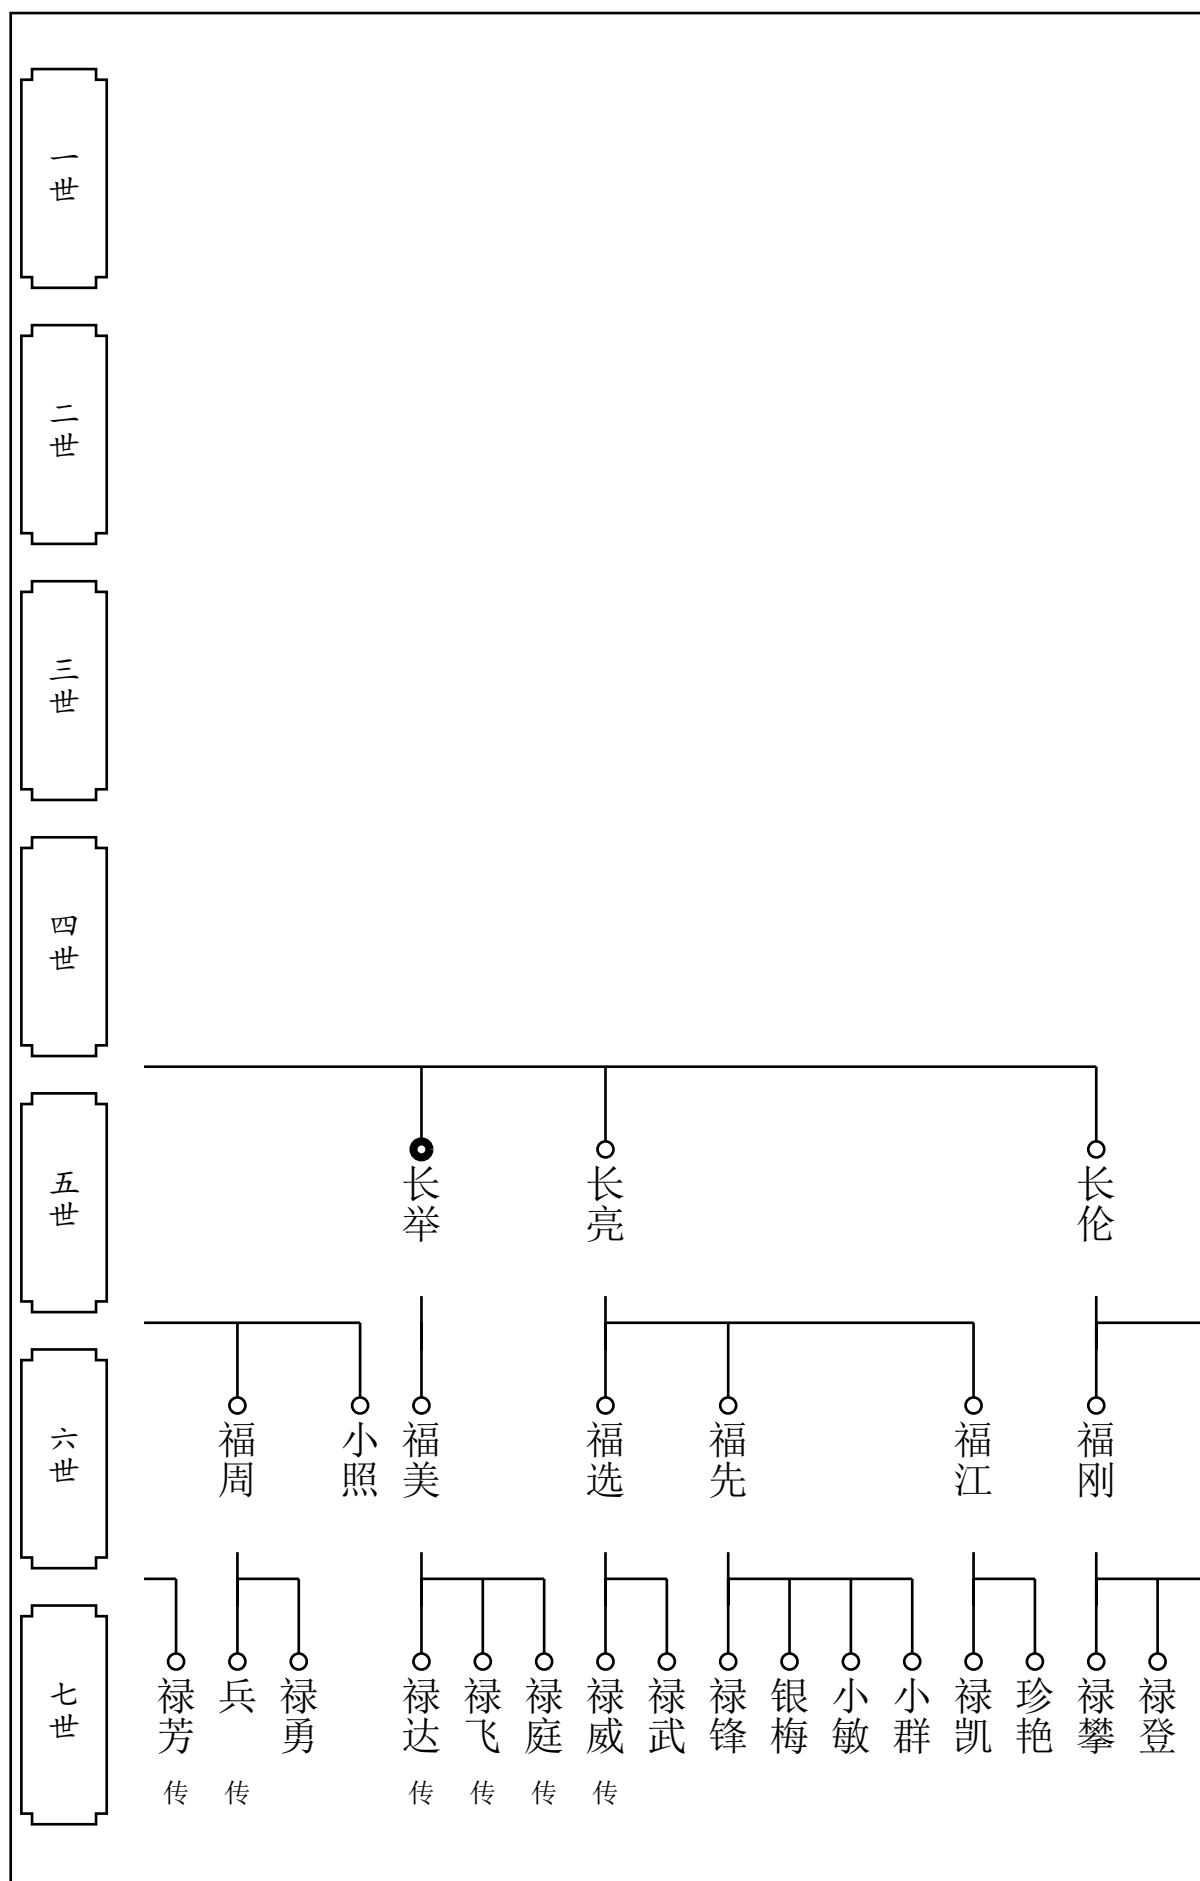 一世
二世
三世
四世
五世
长举
长亮
长伦
六世
福周
小照
福美
福选
福先
福江
福刚
七世
禄芳
传
兵
传
禄勇
禄达
传
禄飞
传
禄庭
传
禄威
传
禄武
禄锋
银梅
小敏
小群
禄凯
珍艳
禄攀
禄登